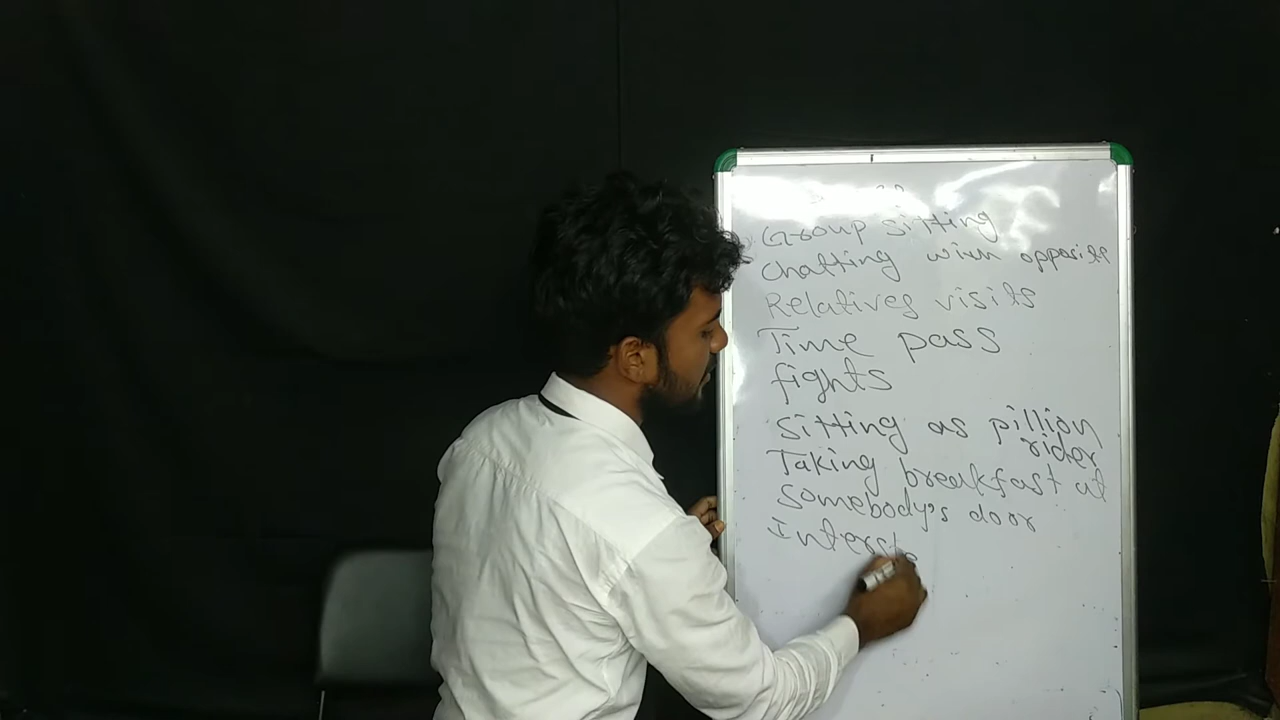 Group sitting
Chatting with opposite
Relatives visits
Time pass
fights
Sitting as pillion
rider
Taking breakfast at
Somebody's door